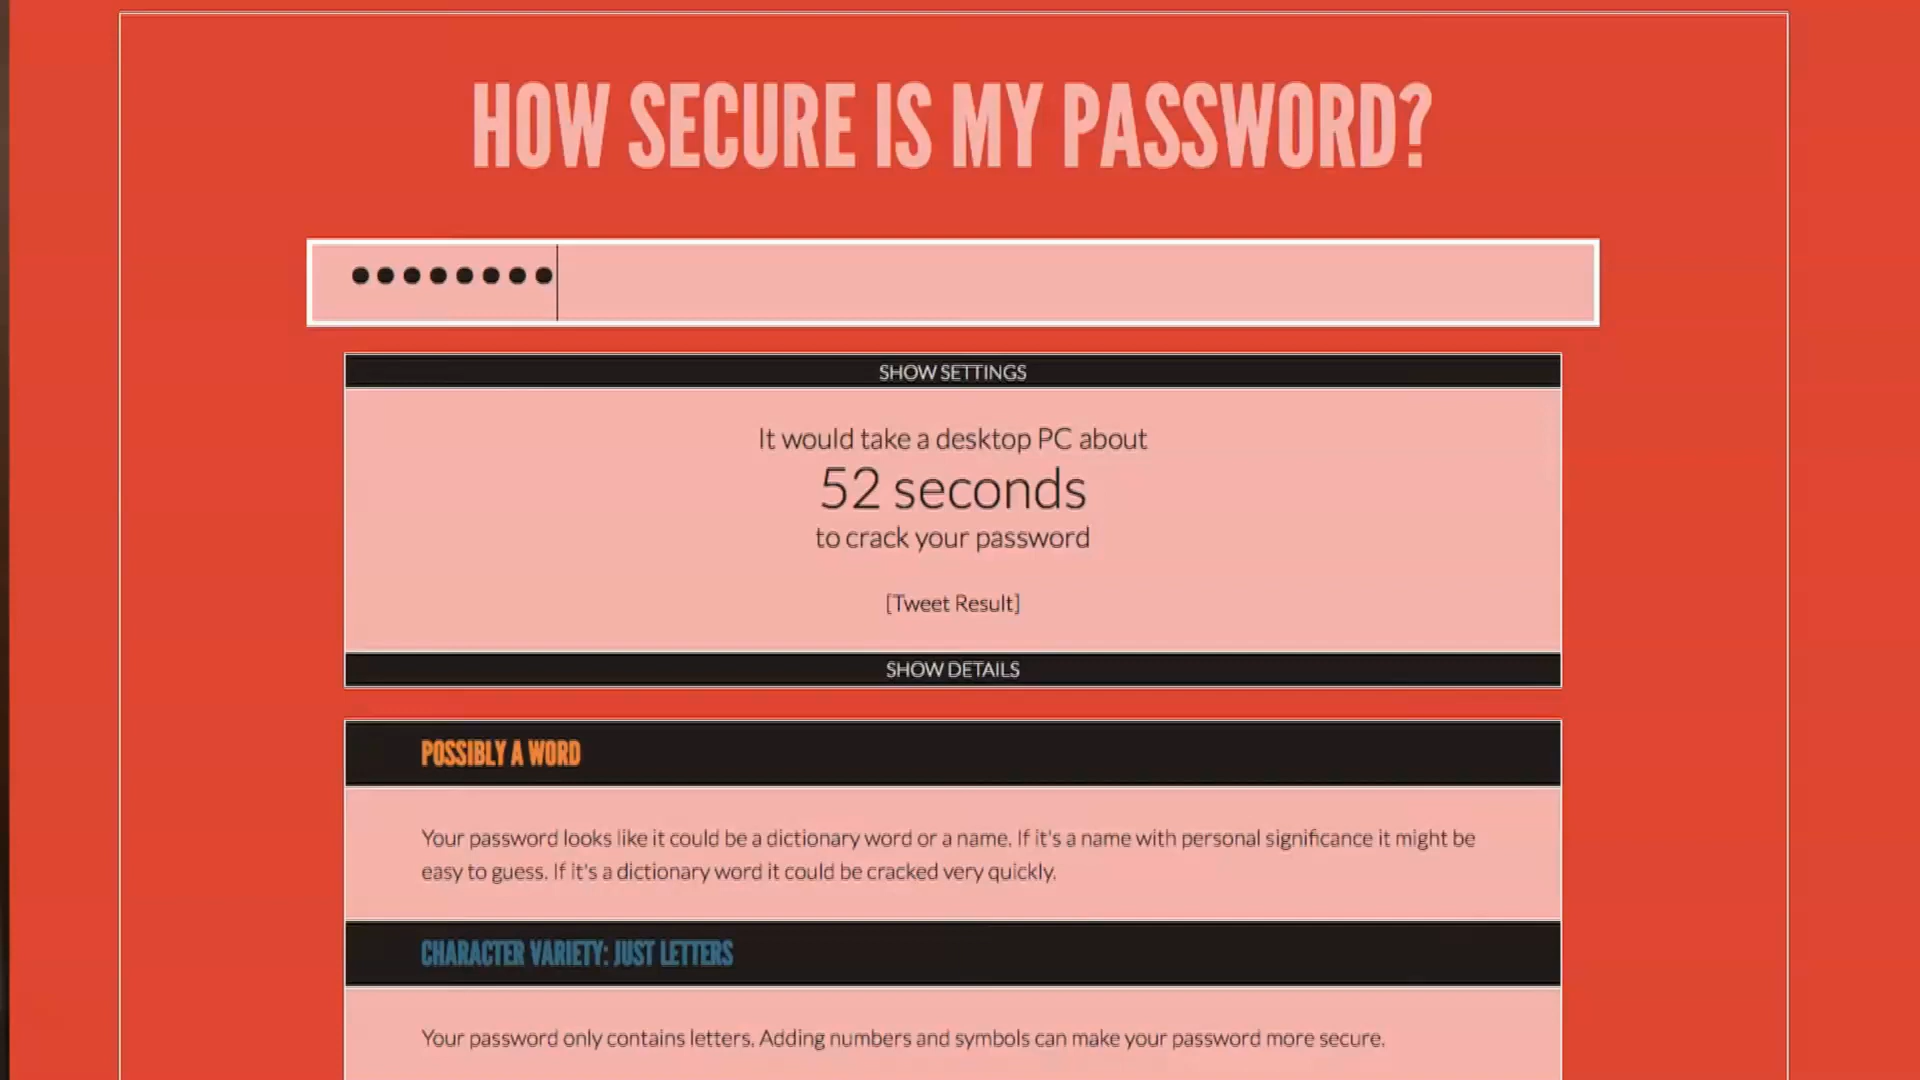 HOW SECURE IS MY PASSWORD?
SHOW SETTINGS
It would take a desktop PC about
52 seconds
to crack your password
[Tweet Result]
SHOW DETAILS
POSSIBLY A WORD
Your password looks like it could be a dictionary word or a name. If it's a name with personal significance it might be
easy to guess. If it's a dictionary word it could be cracked very quickly.
CHARACTER VARIETY: JUST LETTERS
Your password only contains letters. Adding numbers and symbols can make your password more secure.